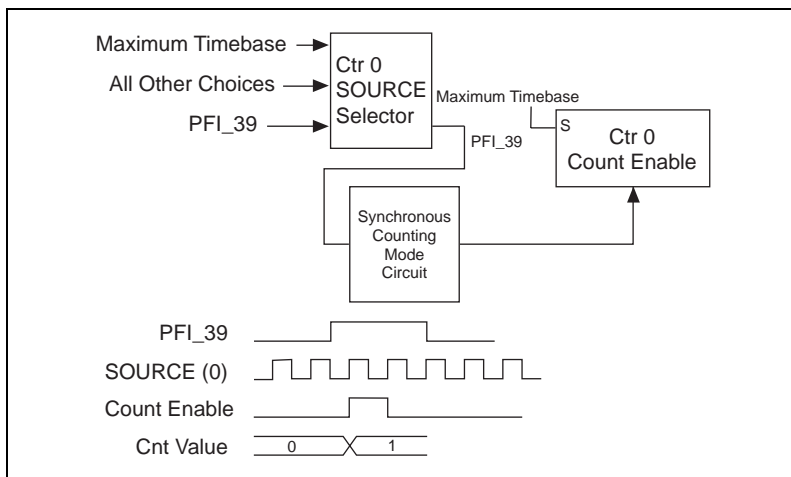 Maximum Timebase
All Other Choices
PFI_39
Ctr 0
SOURCE
Selector
PFI_39
Maximum Timebase
S
Ctr 0
Count Enable
Synchronous
Counting
Mode
Circuit
PFI_39
SOURCE (0)
Count Enable
Cnt Value
0
1